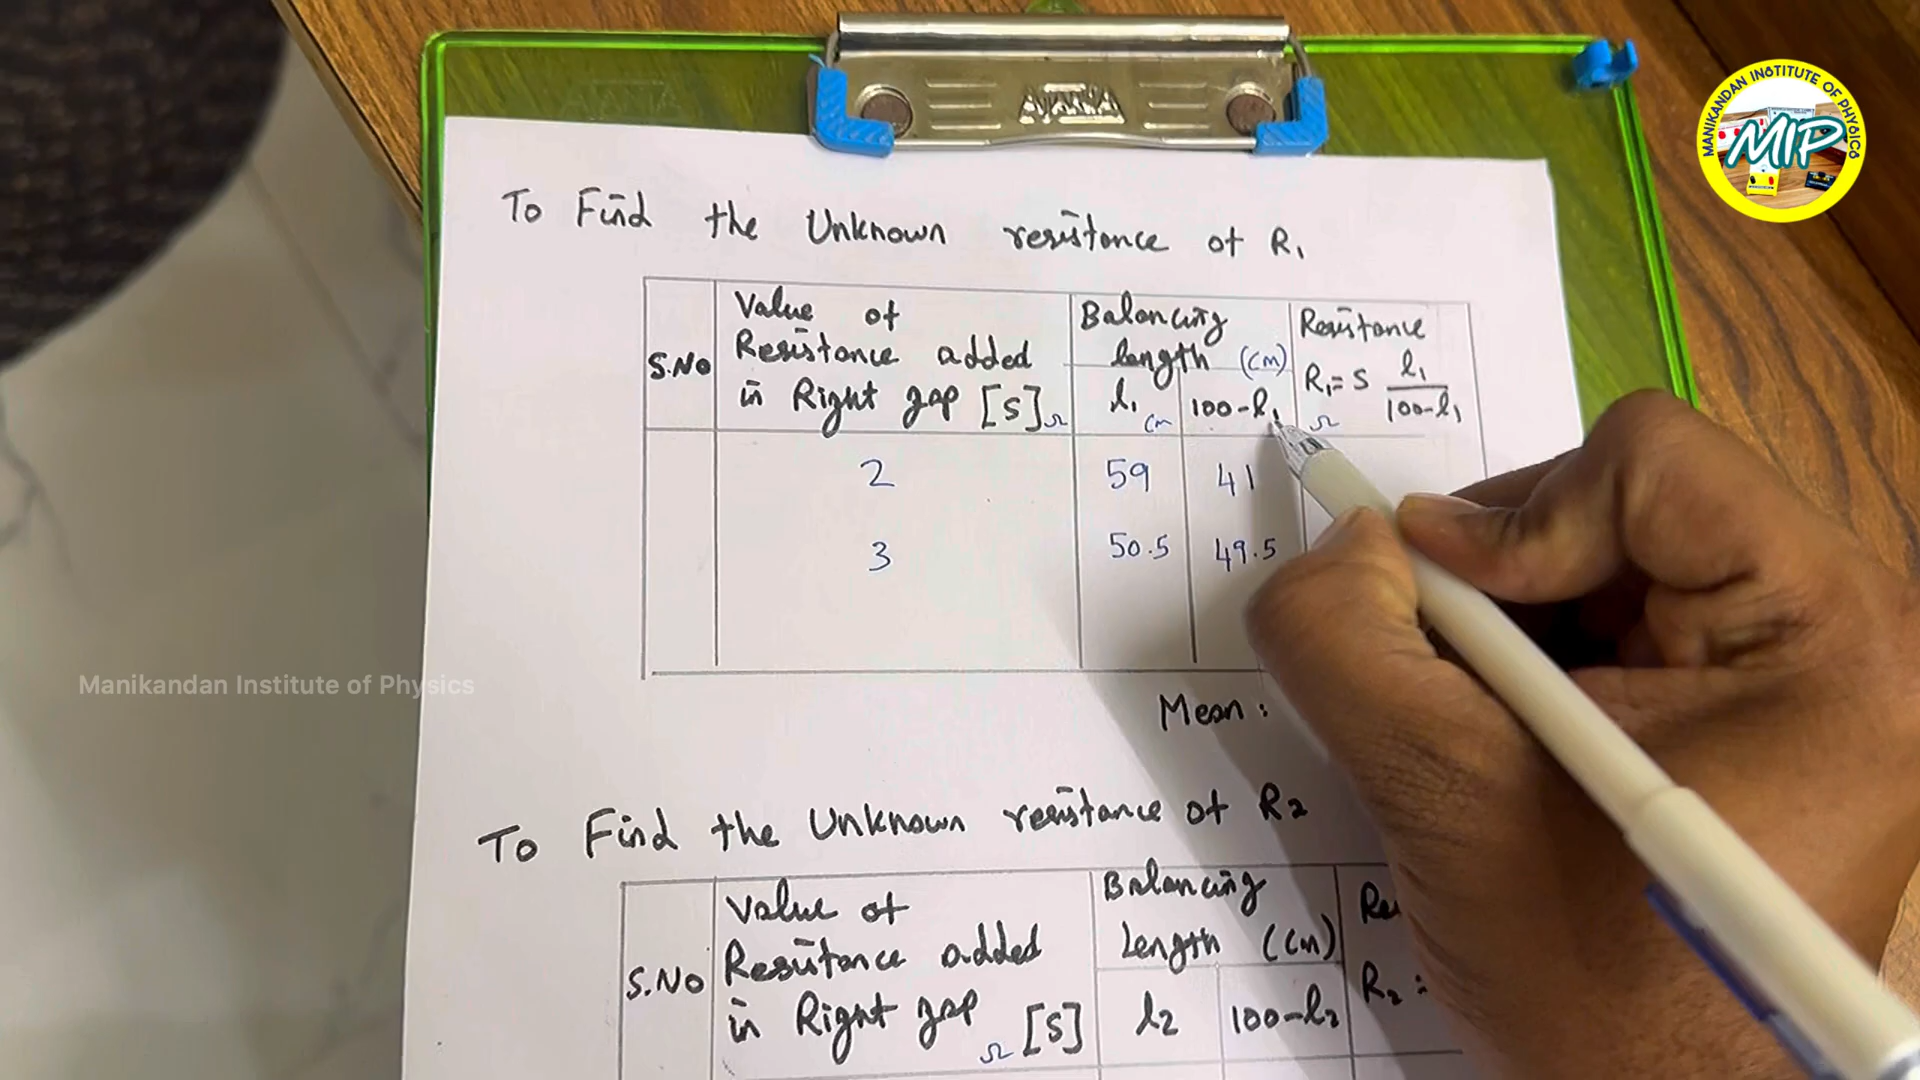 MANIKANDAN INSTITUTE OF PHYSICS
MIP
To Find the Unknown resistance of R₁
S.No
Value of
Resistance added
in Right gap [S] Ω
Balancing
length (cm)
l₁ cm
100-l₁
Resistance
R₁= S l₁/100-l₁
Ω
2 59 41
3 50.5 49.5
Manikandan Institute of Physics
Mean :
To Find the Unknown resistance of R₂
S.No
Value of
Resistance added
in Right gap [S]
Ω
Balancing
Length (Cm)
l₂
100-l₂
R₂ =